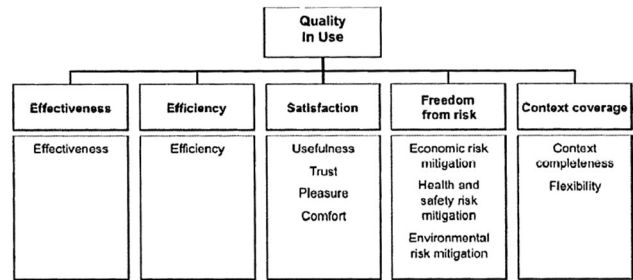 Quality
In Use
Effectiveness
Efficiency
Satisfaction
Freedom
from risk
Context coverage
Effectiveness
Efficiency
Usefulness
Trust
Pleasure
Comfort
Economic risk
mitigation
Health and
safety risk
mitigation
Environmental
risk mitigation
Context
completeness
Flexibility